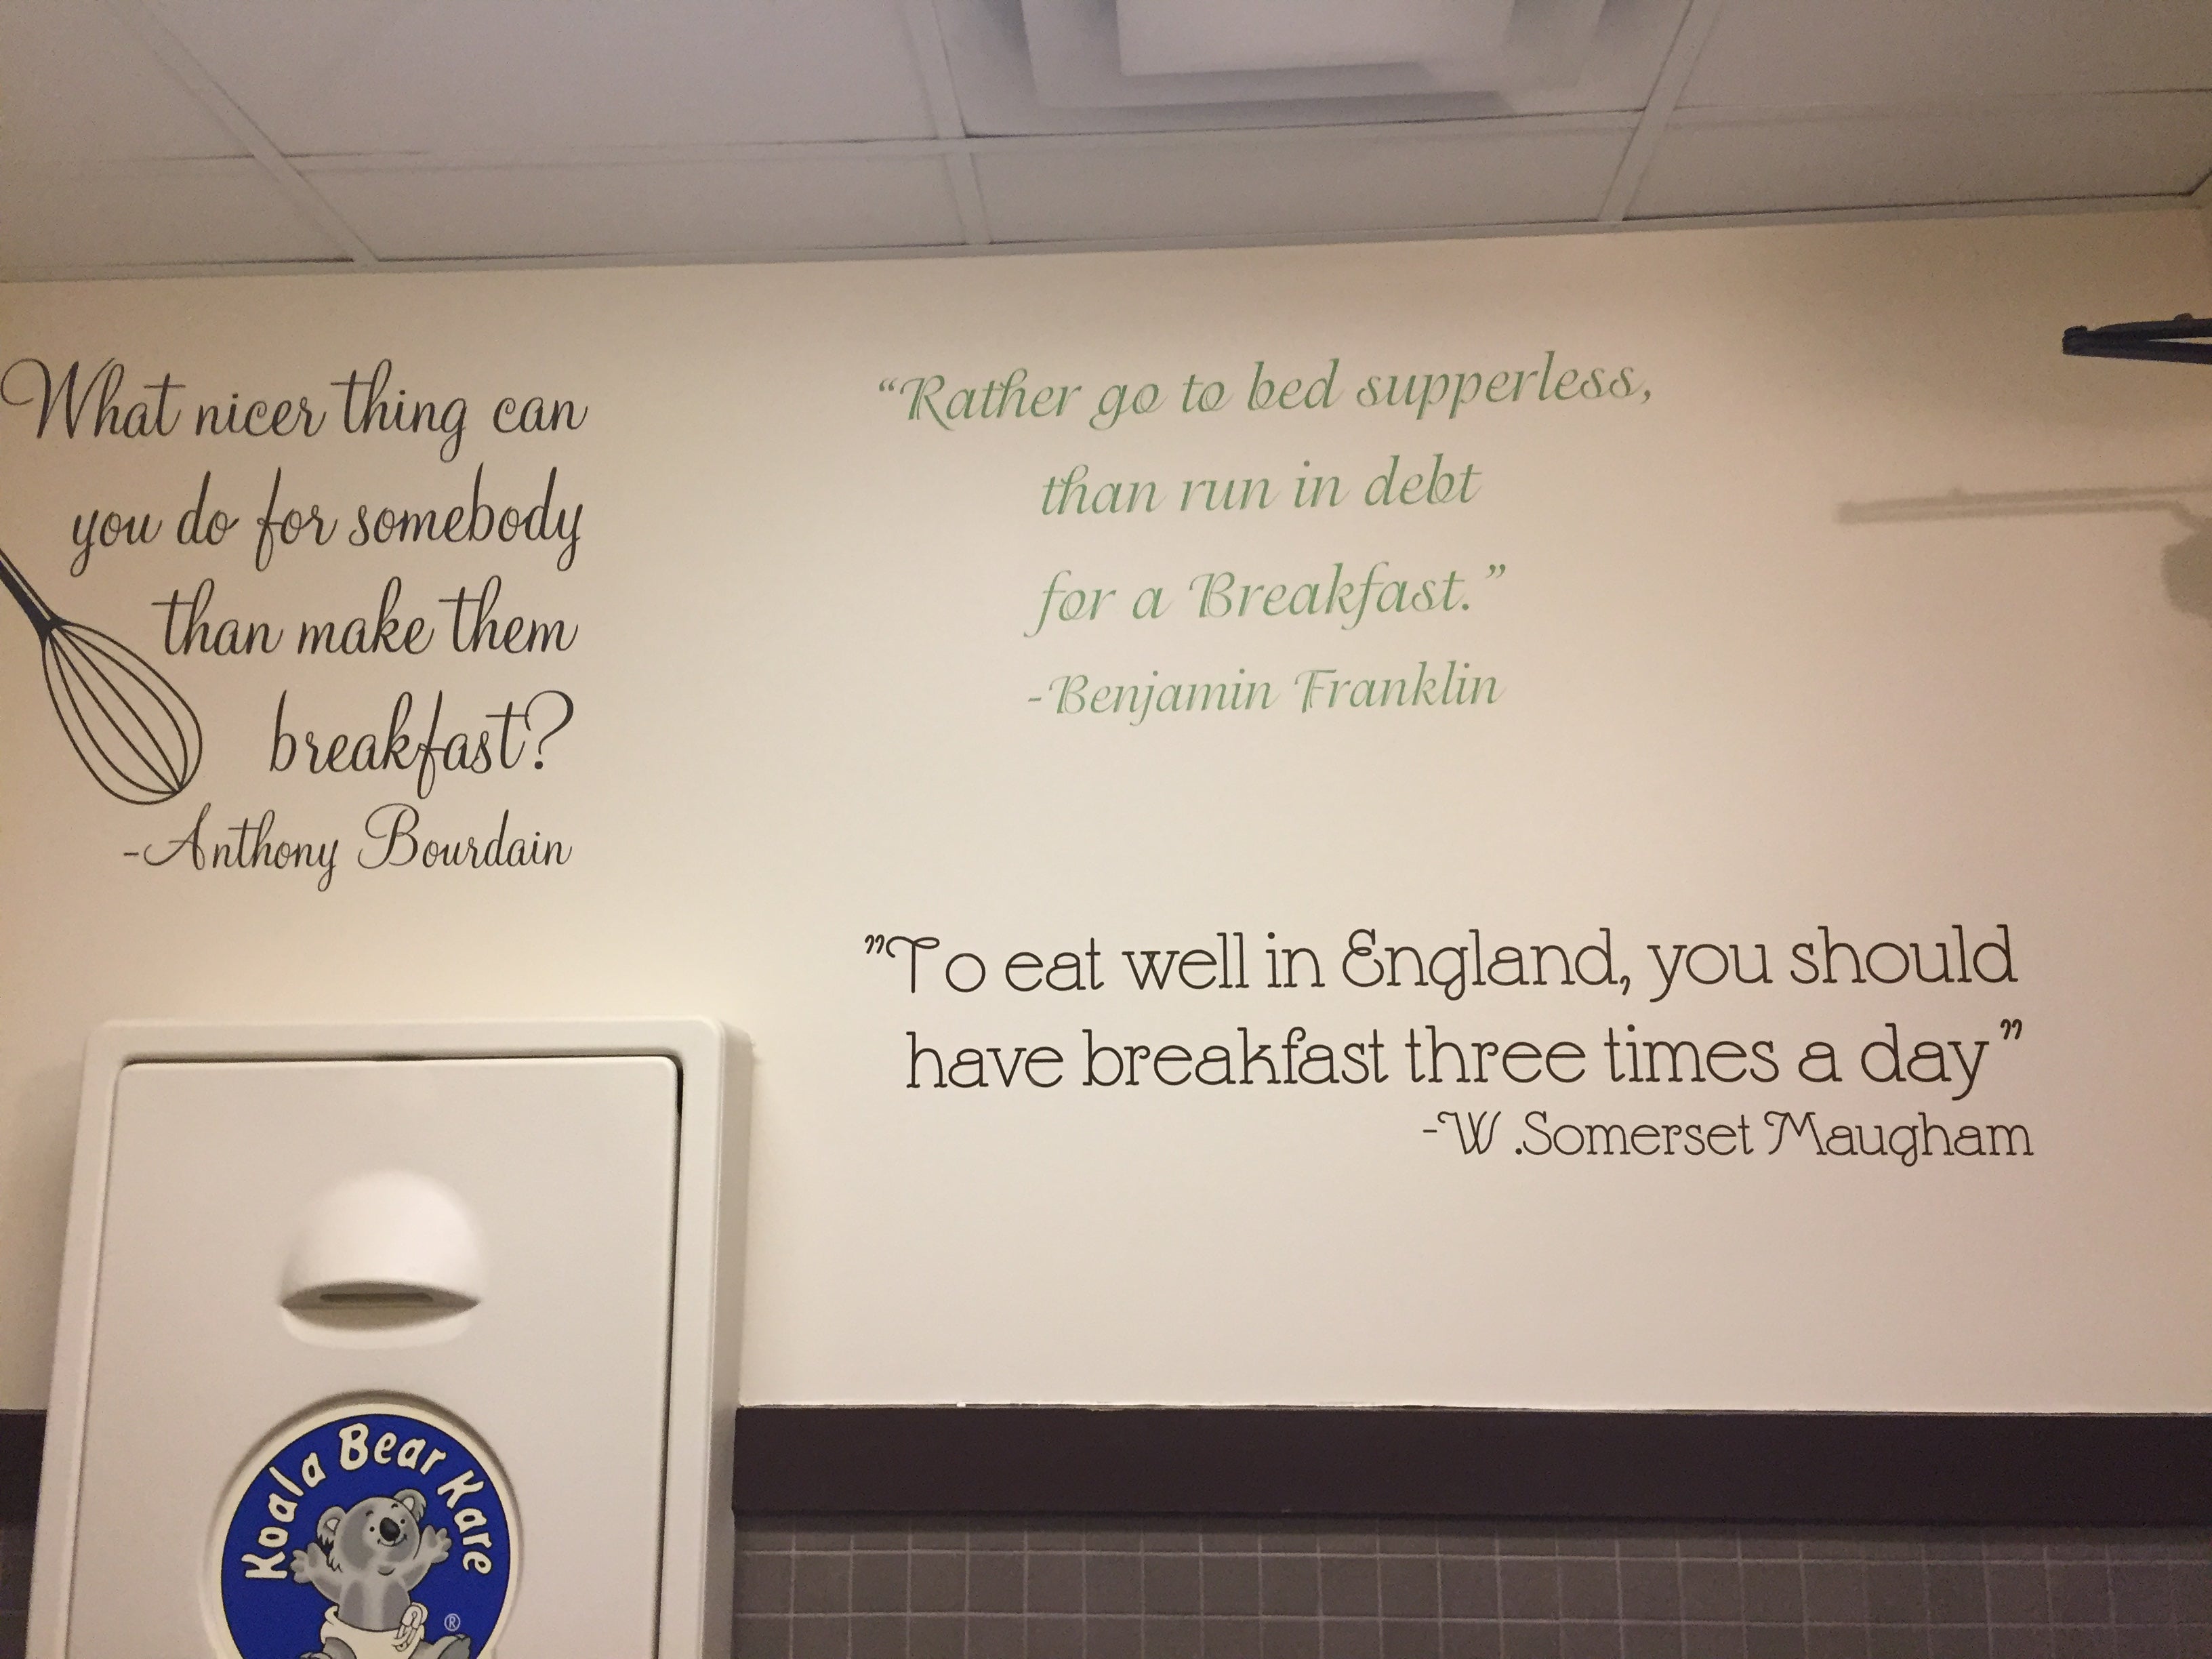 What nicer thing can
you do for somebody
than make them
breakfast?
-Anthony Bourdain
“Rather go to bed supperless,
than run in debt
for a Breakfast.”
-Benjamin Franklin
”To eat well in England, you should
have breakfast three times a day”
-W .Somerset Maugham
Koala Bear Kare
®